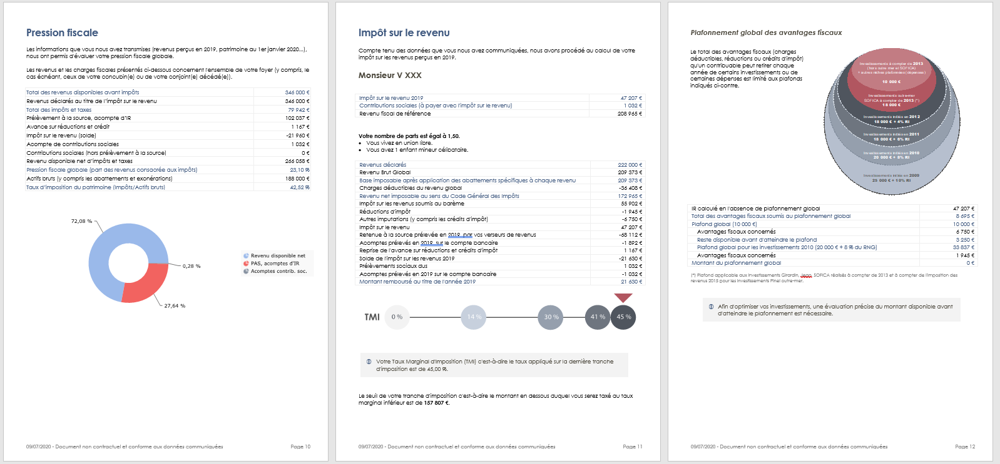 Pression fiscale
Les informations que vous nous avez transmises (revenus perçus en 2019, patrimoine au 1er janvier 2020...),
nous ont permis d'évaluer votre pression fiscale globale.
Les revenus et les charges fiscales présentés ci-dessous concernent l'ensemble de votre foyer (y compris, le
cas échéant, ceux de votre concubin(e) ou de votre conjoint(e) décédé(e)).
Total des revenus disponibles avant impôts 346 000 €
Revenus déclarés au titre de l'impôt sur le revenu 346 000 €
Total des impôts et taxes 79 942 €
Prélèvement à la source, acompte d'IR 102 037 €
Avance sur réductions et crédit 1 167 €
Impôt sur le revenu (solde) -21 960 €
Acompte de contributions sociales 1 032 €
Contributions sociales (hors prélèvement à la source) 0 €
Revenu disponible net d'impôts et taxes 266 058 €
Pression fiscale globale (part des revenus consacrée aux impôts) 23,10 %
Actifs bruts (y compris les abattements et exonérations) 188 000 €
Taux d'imposition du patrimoine (Impôts/Actifs bruts) 42,52 %
72,08 %
0,28 %
27,64 %
Revenu disponible net
PAS, acomptes d'IR
Acomptes contrib. soc.
09/07/2020 - Document non contractuel et conforme aux données communiquées Page 10
Impôt sur le revenu
Compte tenu des données que vous nous avez communiquées, nous avons procédé au calcul de votre
impôt sur les revenus perçus en 2019.
Monsieur V XXX
Impôt sur le revenu 2019 47 207 €
Contributions sociales (à payer avec l'impôt sur le revenu) 1 032 €
Revenu fiscal de référence 208 965 €
Votre nombre de parts est égal à 1,50.
• Vous vivez en union libre.
• Vous avez 1 enfant mineur célibataire.
Revenus déclarés 222 000 €
Revenu Brut Global 209 373 €
Base imposable après application des abattements spécifiques à chaque revenu 209 373 €
Charges déductibles du revenu global -36 408 €
Revenu net imposable au sens du Code Général des Impôts 172 965 €
Impôt sur les revenus soumis au barème 55 902 €
Réductions d'impôt -1 945 €
Autres imputations (y compris les crédits d'impôt) -6 750 €
Impôt sur le revenu 47 207 €
Retenue à la source prélevée en 2019 par vos verseurs de revenus -68 112 €
Acomptes prélevés en 2019 sur le compte bancaire -1 892 €
Reprise de l'avance sur réductions et crédits d'impôt 1 167 €
Solde de l'impôt sur les revenus 2019 -21 630 €
Prélèvements sociaux dus 1 032 €
Acomptes prélevés en 2019 sur le compte bancaire -1 032 €
Montant remboursé au titre de l'année 2019 21 630 €
TMI 0 % 14 % 30 % 41 % 45 %
Votre Taux Marginal d'Imposition (TMI) c'est-à-dire le taux appliqué sur la dernière tranche
d'imposition est de 45,00 %.
Le seuil de votre tranche d'imposition c'est-à-dire le montant en dessous duquel vous serez taxé au taux
marginal inférieur est de 157 807 €.
09/07/2020 - Document non contractuel et conforme aux données communiquées Page 11
Plafonnement global des avantages fiscaux
Le total des avantages fiscaux (charges
déductibles, réductions ou crédits d'impôt)
qu'un contribuable peut retirer chaque
année de certains investissements ou de
certaines dépenses est limité aux plafonds
indiqués ci-contre.
Investissements à compter de 2013
(hors outre mer et SOFICA)
+ autres niches plafonnées (dépenses)
10 000 €
Investissements outre-mer
SOFICA à compter de 2013 (*)
18 000 €
Investissements initiés en 2012
18 000 € + 4% RI
Investissements initiés en 2011
18 000 € + 6% RI
Investissements initiés en 2010
20 000 € + 8% RI
Investissements initiés en 2009
25 000 € + 10% RI
IR calculé en l'absence de plafonnement global 47 207 €
Total des avantages fiscaux soumis au plafonnement global 8 695 €
Plafond global (10 000 €) 10 000 €
Avantages fiscaux concernés 6 750 €
Reste disponible avant d'atteindre le plafond 3 250 €
Plafond global pour les investissements 2010 (20 000 € + 8 % du RNG) 33 837 €
Avantages fiscaux concernés 1 945 €
Montant du plafonnement global 0 €
(*) Plafond applicable aux investissements Girardin, Jego, SOFICA réalisés à compter de 2013 et à compter de l'imposition des
revenus 2015 pour les investissements Pinel outre-mer.
Afin d'optimiser vos investissements, une évaluation précise du montant disponible avant
d'atteindre le plafonnement est nécessaire.
09/07/2020 - Document non contractuel et conforme aux données communiquées Page 12